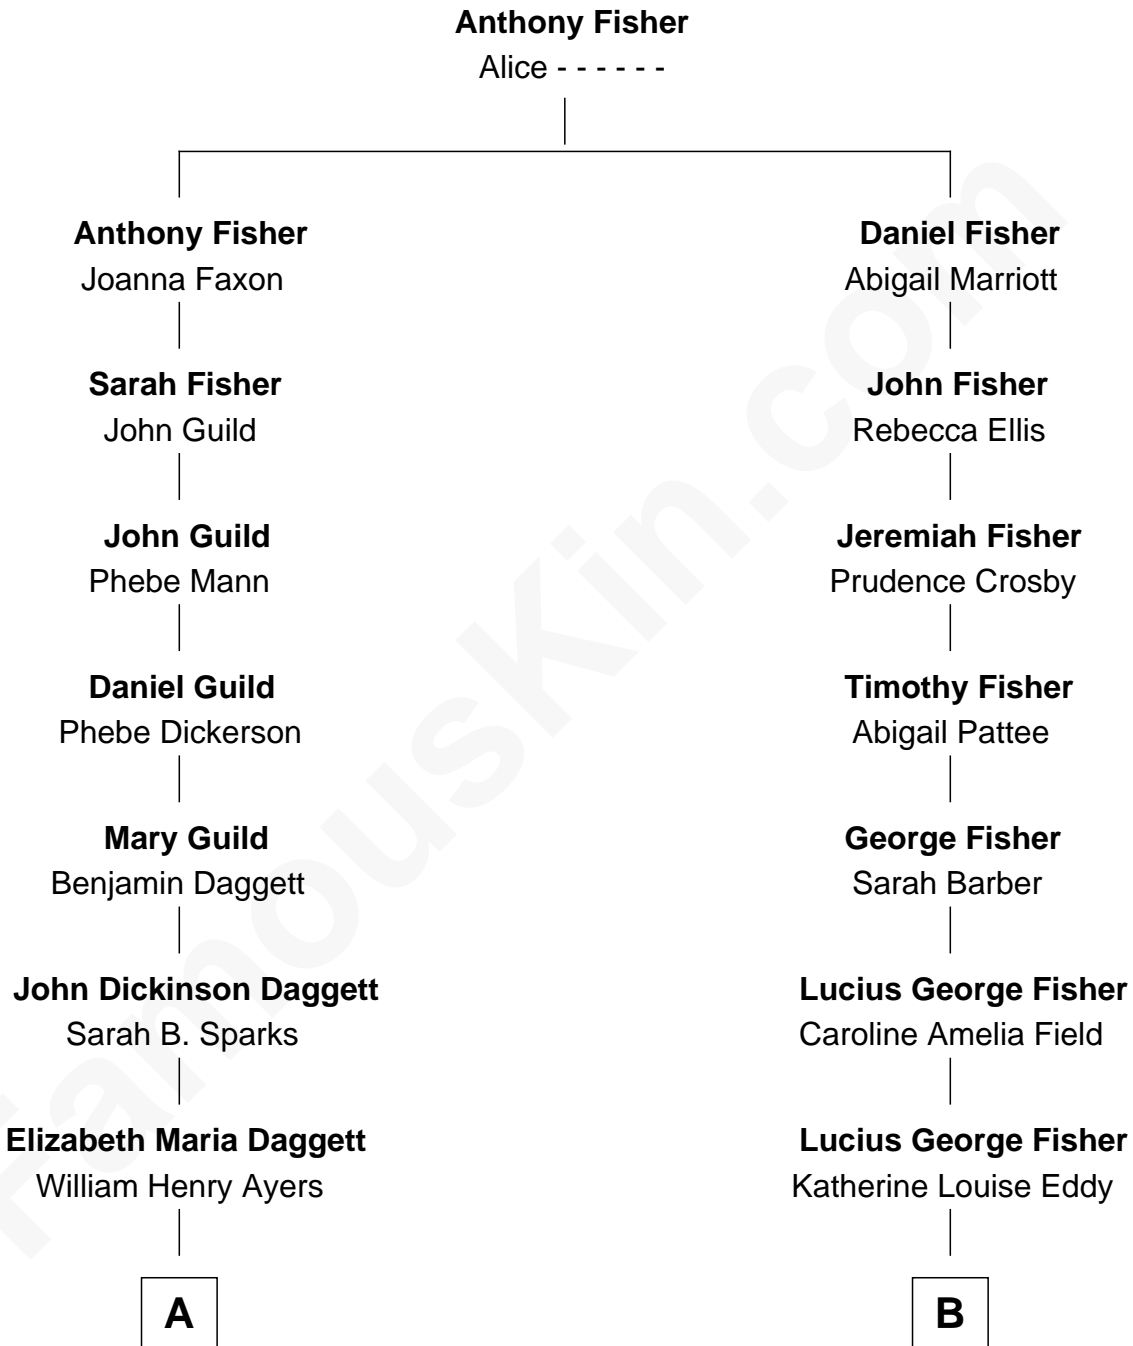 Anthony Fisher
Alice - - - - - -
Anthony Fisher
Joanna Faxon
Sarah Fisher
John Guild
John Guild
Phebe Mann
Daniel Guild
Phebe Dickerson
Mary Guild
Benjamin Daggett
John Dickinson Daggett
Sarah B. Sparks
Elizabeth Maria Daggett
William Henry Ayers
A
Daniel Fisher
Abigail Marriott
John Fisher
Rebecca Ellis
Jeremiah Fisher
Prudence Crosby
Timothy Fisher
Abigail Pattee
George Fisher
Sarah Barber
Lucius George Fisher
Caroline Amelia Field
Lucius George Fisher
Katherine Louise Eddy
B
FamousKin.com